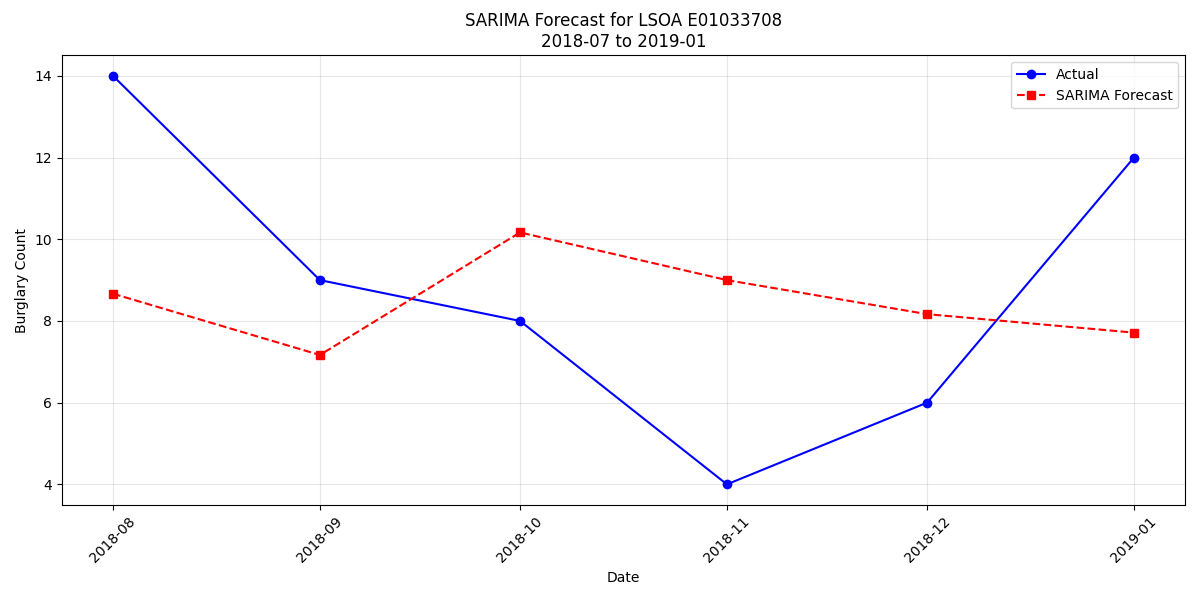 SARIMA Forecast for LSOA E01033708
2018-07 to 2019-01
Actual
SARIMA Forecast
Burglary Count
14
12
10
8
6
4
2018-08
2018-09
2018-10
2018-11
2018-12
2019-01
Date